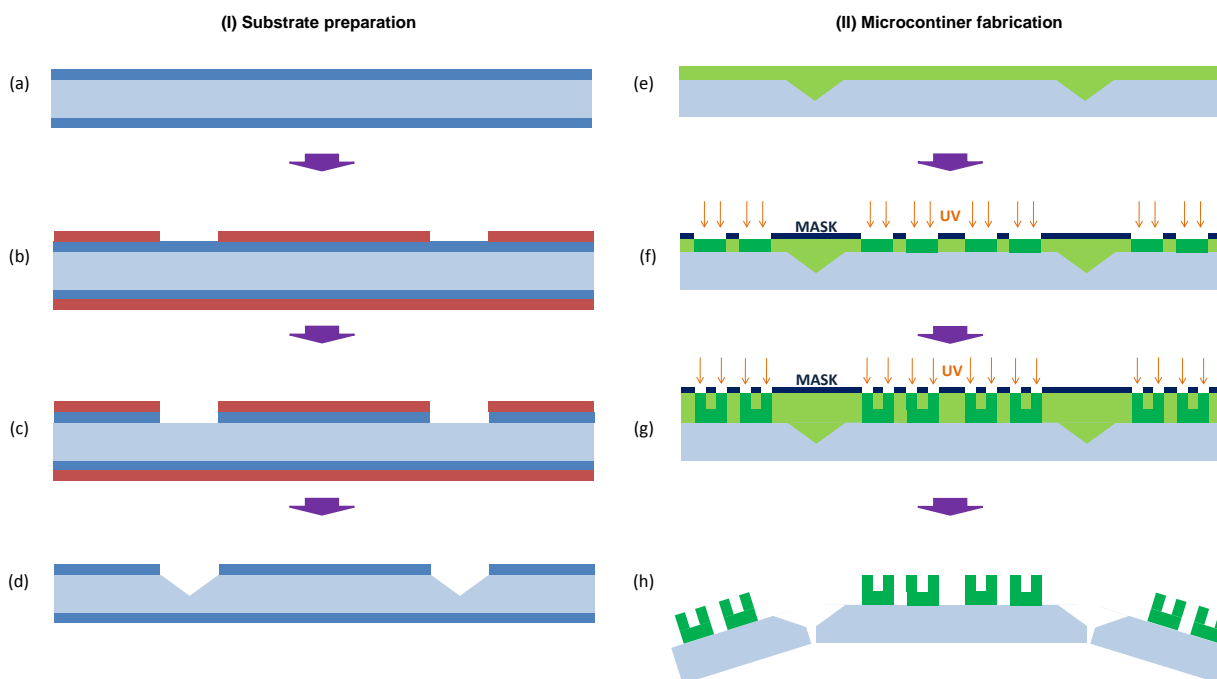 (I) Substrate preparation
(a)
(b)
(c)
(d)
(II) Microcontiner fabrication
(e)
UV
MASK
(f)
UV
MASK
(g)
(h)